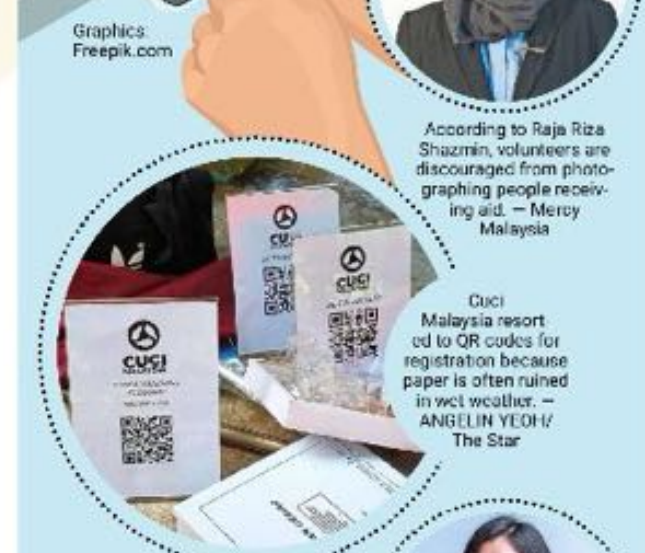 Graphics:
Freepik.com
According to Raja Riza
Shazmin, volunteers are
discouraged from photo-
graphing people receiv-
ing aid. — Mercy
Malaysia
CUCI
CUCI
CUCI
MALAYSIA
Cuci
Malaysia resort
ed to QR codes for
registration because
paper is often ruined
in wet weather. —
ANGELIN YEOH/
The Star